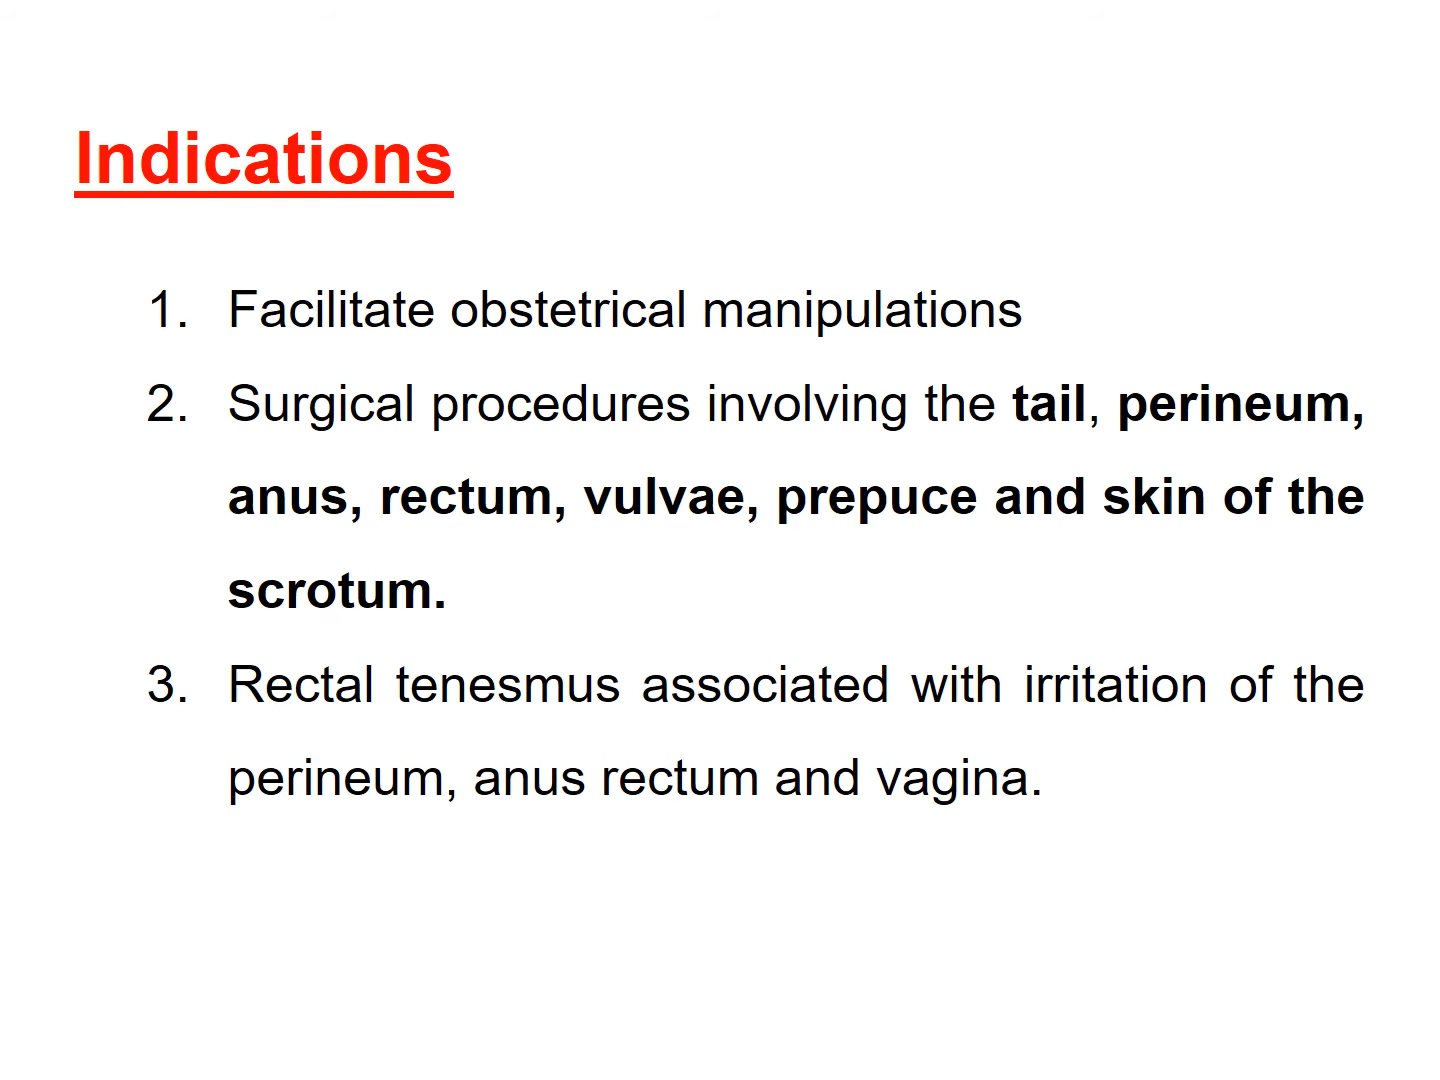 Indications
1. Facilitate obstetrical manipulations
2. Surgical procedures involving the tail, perineum,
anus, rectum, vulvae, prepuce and skin of the
scrotum.
3. Rectal tenesmus associated with irritation of the
perineum, anus rectum and vagina.